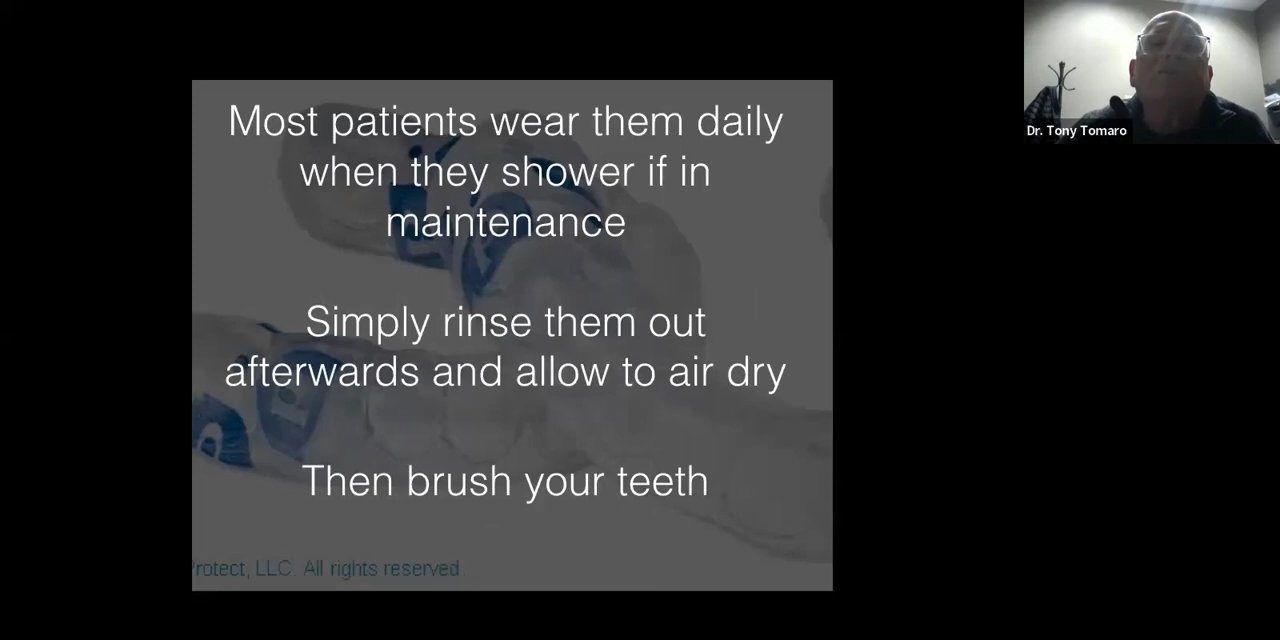 Most patients wear them daily
when they shower if in
maintenance
Simply rinse them out
afterwards and allow to air dry
Then brush your teeth
Protect, LLC. All rights reserved
Dr. Tony Tomaro